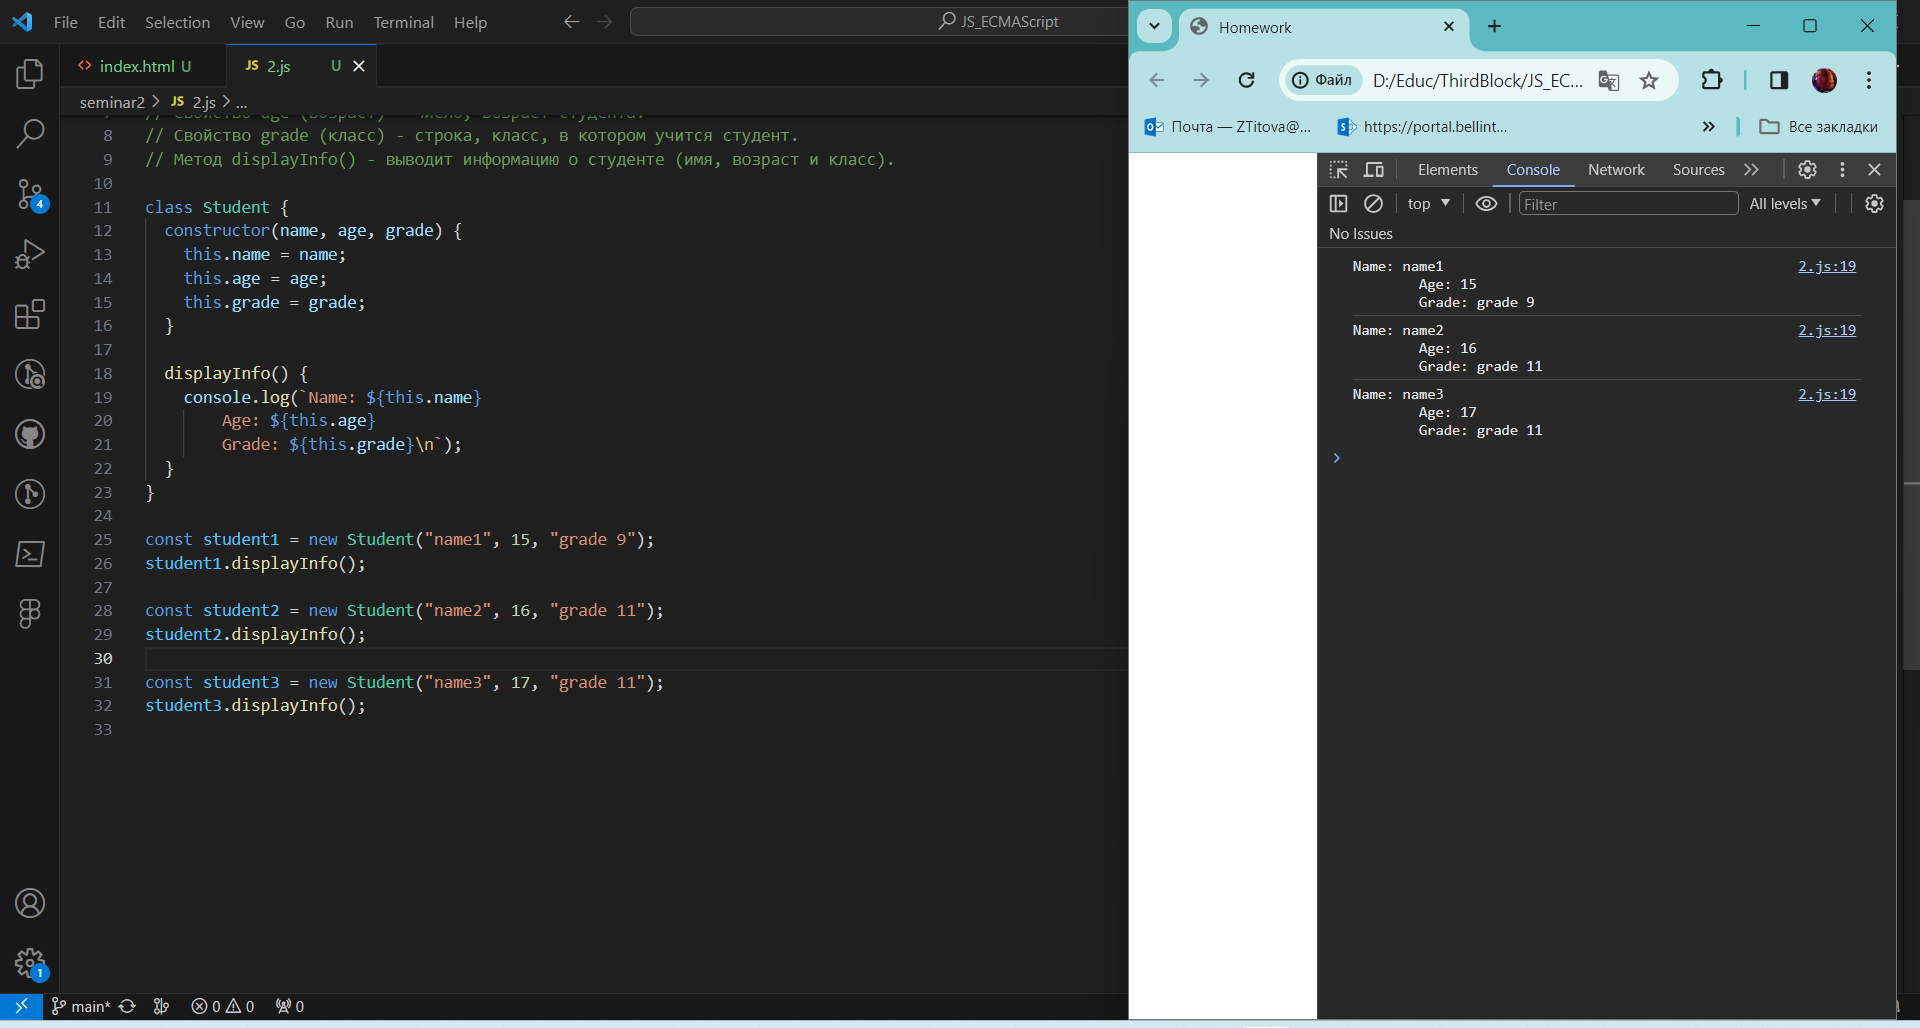 File Edit Selection View Go Run Terminal Help
JS_ECMAScript
index.html U
JS 2.js U
seminar2 > JS 2.js > ...
7 // Свойство age (возраст) - число, возраст студента.
8 // Свойство grade (класс) - строка, класс, в котором учится студент.
9 // Метод displayInfo() - выводит информацию о студенте (имя, возраст и класс).
10
11 class Student {
12 constructor(name, age, grade) {
13 this.name = name;
14 this.age = age;
15 this.grade = grade;
16 }
17
18 displayInfo() {
19 console.log(`Name: ${this.name}
20 Age: ${this.age}
21 Grade: ${this.grade}\n`);
22 }
23 }
24
25 const student1 = new Student("name1", 15, "grade 9");
26 student1.displayInfo();
27
28 const student2 = new Student("name2", 16, "grade 11");
29 student2.displayInfo();
30
31 const student3 = new Student("name3", 17, "grade 11");
32 student3.displayInfo();
33
4
1
main* 0 0 0
Homework
Файл D:/Educ/ThirdBlock/JS_EC...
Почта — ZTitova@... https://portal.bellint... » Все закладки
Elements Console Network Sources
top Filter All levels
No Issues
Name: name1 2.js:19
Age: 15
Grade: grade 9
Name: name2 2.js:19
Age: 16
Grade: grade 11
Name: name3 2.js:19
Age: 17
Grade: grade 11